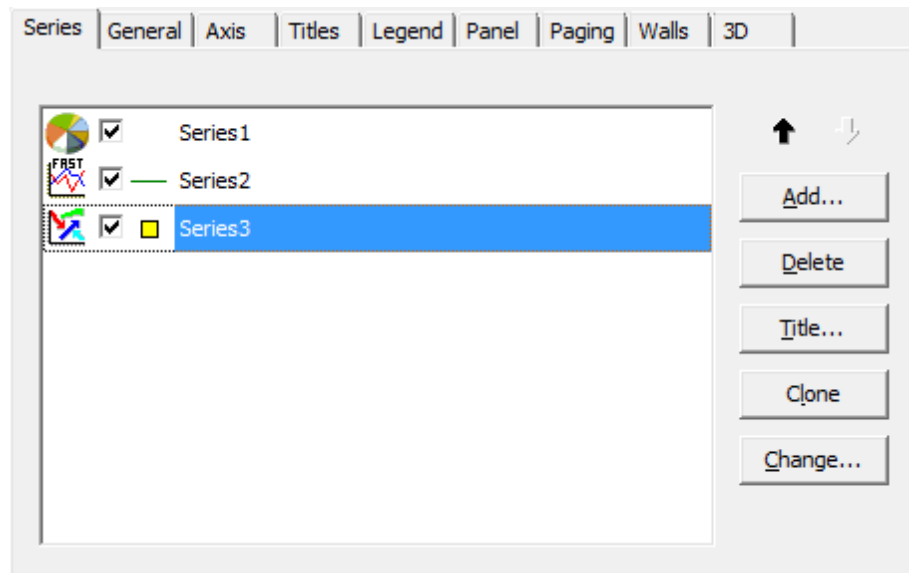 Series General Axis Titles Legend Panel Paging Walls 3D
Series1
FAST
Series2
Series3
Add...
Delete
Title...
Clone
Change...